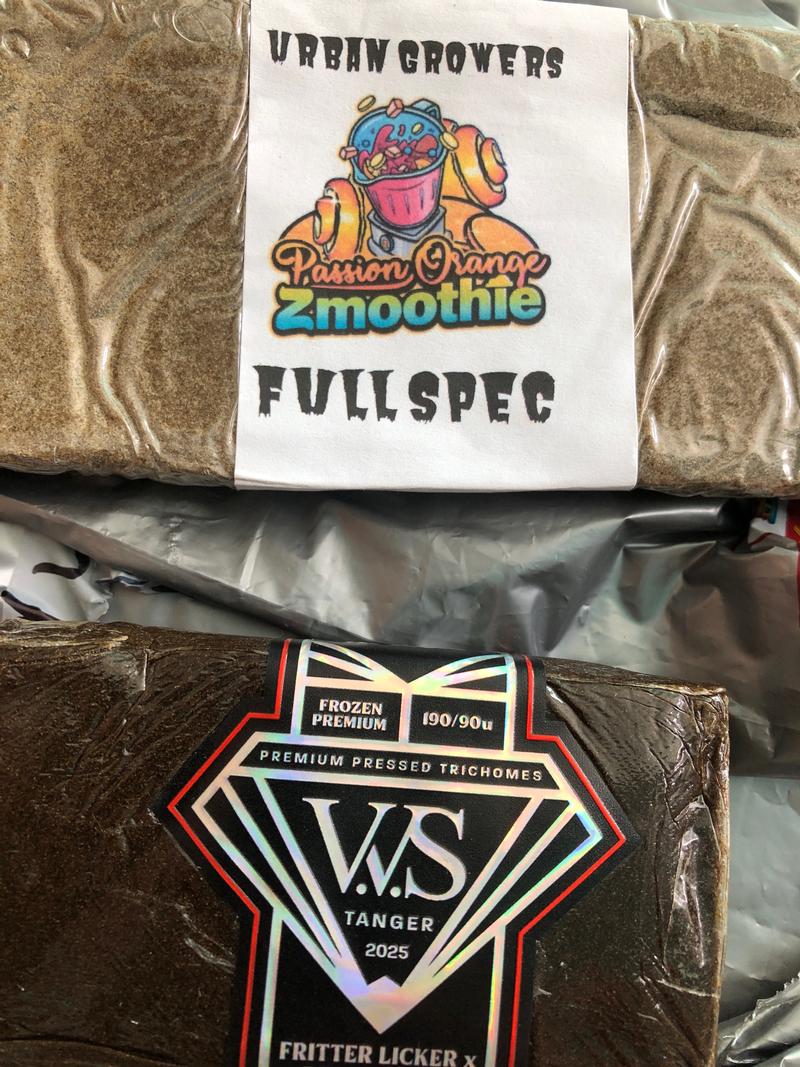 URBAN GROWERS
Passion Orange
Zmoothie
FULLSPEC
FROZEN PREMIUM
190/90u
PREMIUM PRESSED TRICHOMES
V.V.S
TANGER
2025
FRITTER LICKER x